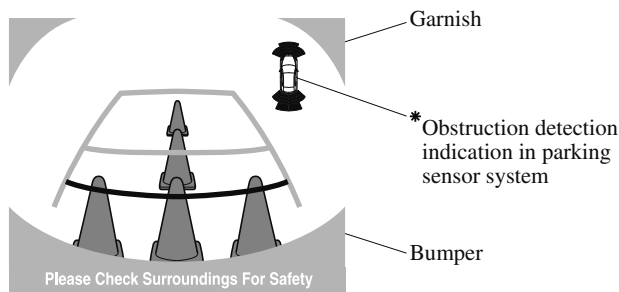 Garnish
*Obstruction detection
indication in parking
sensor system
Bumper
Please Check Surroundings For Safety